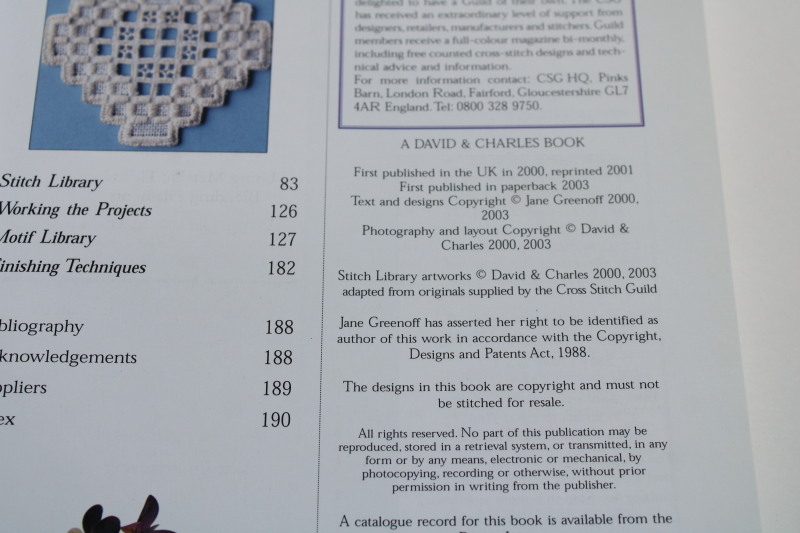 Stitch Library 83
Working the Projects 126
Motif Library 127
Finishing Techniques 182
bliography 188
knowledgements 188
ppliers 189
ex 190
delighted to have a Guild of their own. The CSG
has received an extraordinary level of support from
designers, retailers, manufacturers and stitchers. Guild
members receive a full-colour magazine bi-monthly,
including free counted cross-stitch designs and tech-
nical advice and information.
For more information contact: CSG HQ, Pinks
Barn, London Road, Fairford, Gloucestershire GL7
4AR England. Tel: 0800 328 9750.
A DAVID & CHARLES BOOK
First published in the UK in 2000, reprinted 2001
First published in paperback 2003
Text and designs Copyright © Jane Greenoff 2000,
2003
Photography and layout Copyright © David &
Charles 2000, 2003
Stitch Library artworks © David & Charles 2000, 2003
adapted from originals supplied by the Cross Stitch Guild
Jane Greenoff has asserted her right to be identified as
author of this work in accordance with the Copyright,
Designs and Patents Act, 1988.
The designs in this book are copyright and must not
be stitched for resale.
All rights reserved. No part of this publication may be
reproduced, stored in a retrieval system, or transmitted, in any
form or by any means, electronic or mechanical, by
photocopying, recording or otherwise, without prior
permission in writing from the publisher.
A catalogue record for this book is available from the